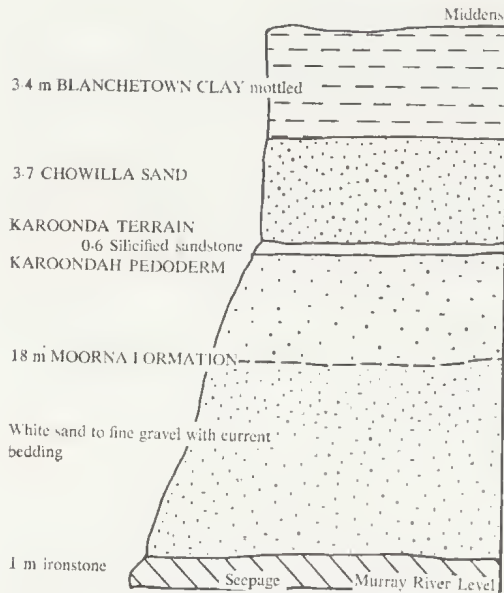 Middens
3·4 m BLANCHETOWN CLAY mottled
3·7 CHOWILLA SAND
KAROONDA TERRAIN
0·6 Silicified sandstone
KAROONDAH PEDODERM
18 m MOORNA FORMATION
White sand to fine gravel with current
bedding
1 m ironstone
Seepage Murray River Level